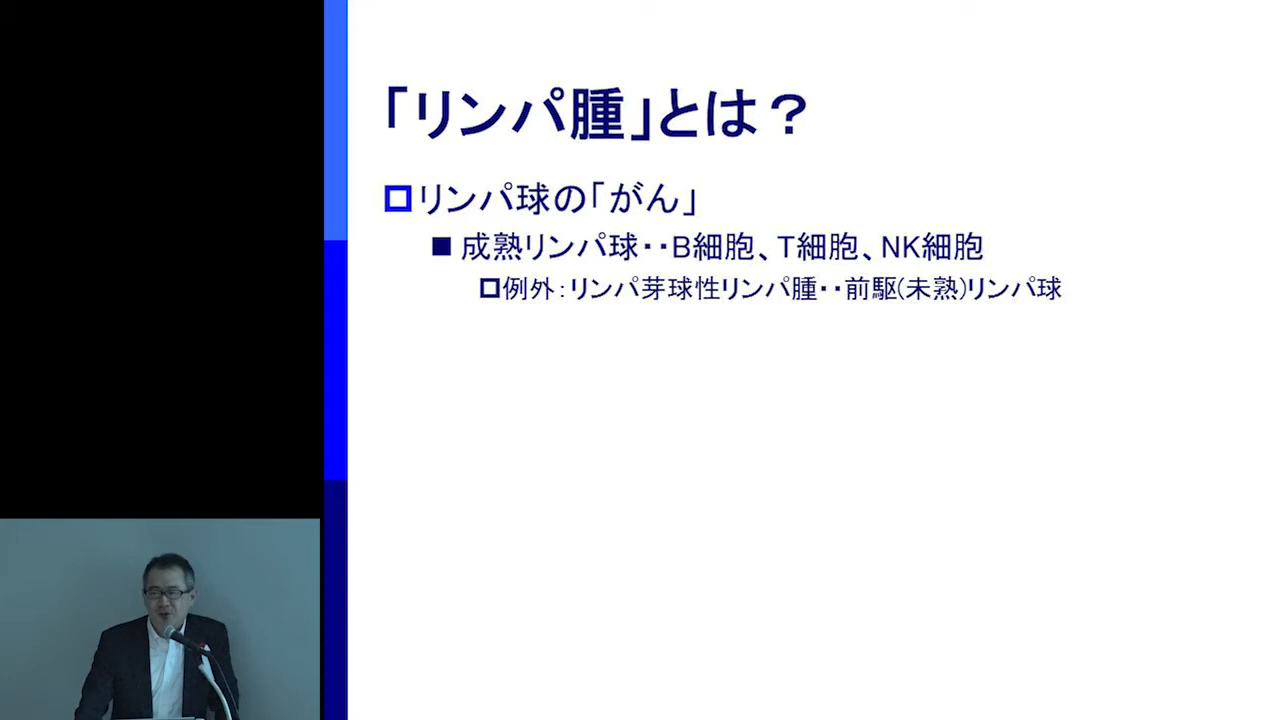 「リンパ腫」とは？
リンパ球の「がん」
成熟リンパ球・・B細胞、T細胞、NK細胞
例外：リンパ芽球性リンパ腫・・前駆(未熟)リンパ球